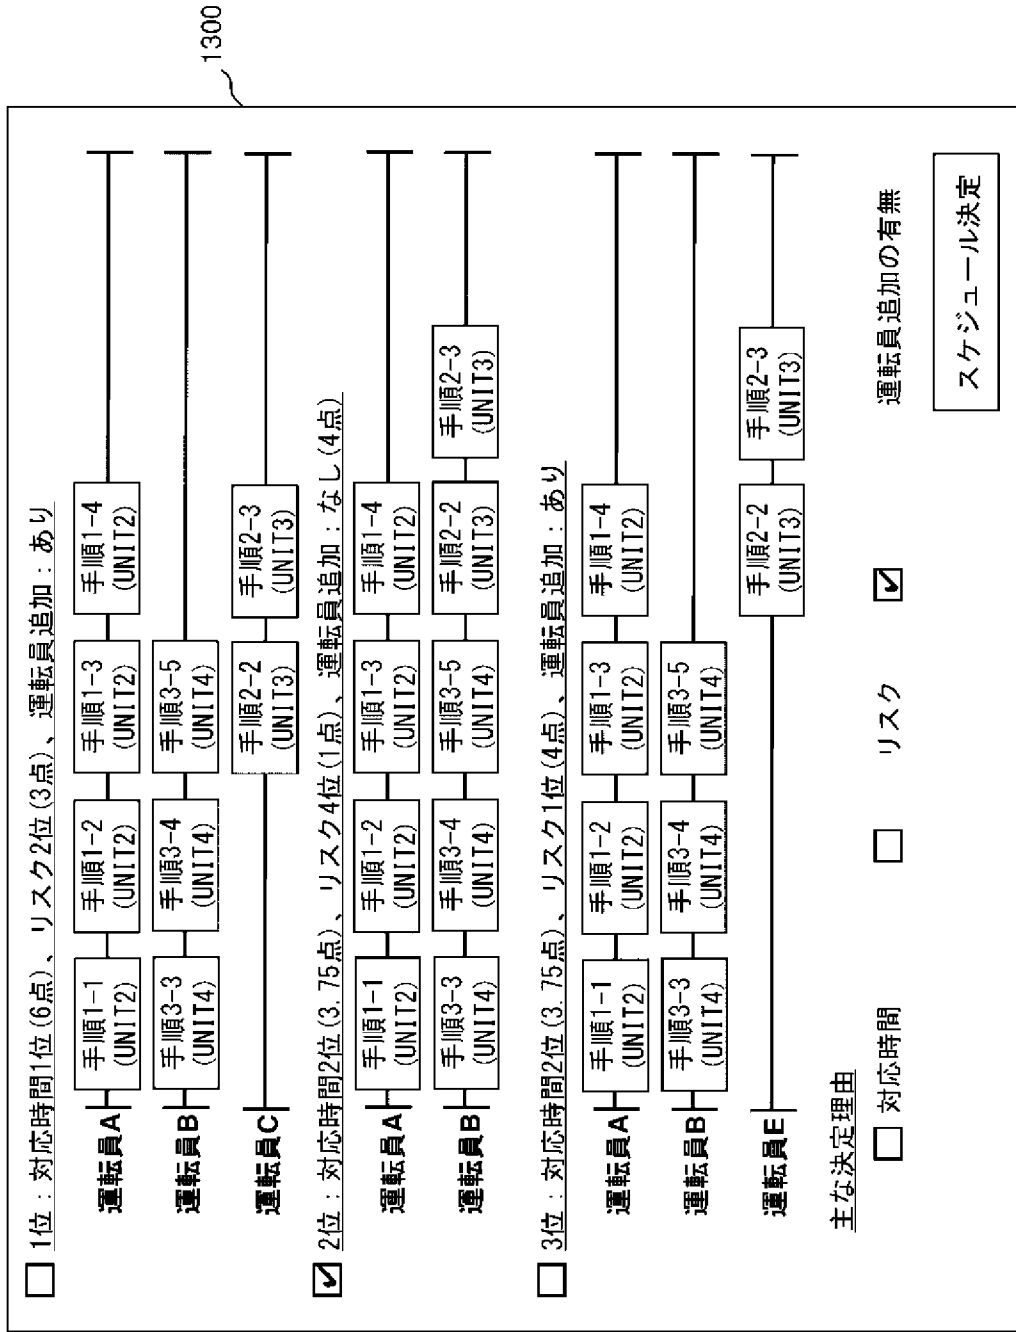 1300
1位：対応時間1位(6点)、リスク2位(3点)、運転員追加：あり
運転員A
手順1-1
(UNIT2)
手順1-2
(UNIT2)
手順1-3
(UNIT2)
手順1-4
(UNIT2)
運転員B
手順3-3
(UNIT4)
手順3-4
(UNIT4)
手順3-5
(UNIT4)
運転員C
手順2-2
(UNIT3)
手順2-3
(UNIT3)
2位：対応時間2位(3.75点)、リスク4位(1点)、運転員追加：なし(4点)
運転員A
手順1-1
(UNIT2)
手順1-2
(UNIT2)
手順1-3
(UNIT2)
手順1-4
(UNIT2)
運転員B
手順3-3
(UNIT4)
手順3-4
(UNIT4)
手順3-5
(UNIT4)
手順2-2
(UNIT3)
手順2-3
(UNIT3)
3位：対応時間2位(3.75点)、リスク1位(4点)、運転員追加：あり
運転員A
手順1-1
(UNIT2)
手順1-2
(UNIT2)
手順1-3
(UNIT2)
手順1-4
(UNIT2)
運転員B
手順3-3
(UNIT4)
手順3-4
(UNIT4)
手順3-5
(UNIT4)
運転員E
手順2-2
(UNIT3)
手順2-3
(UNIT3)
主な決定理由
対応時間
リスク
運転員追加の有無
スケジュール決定